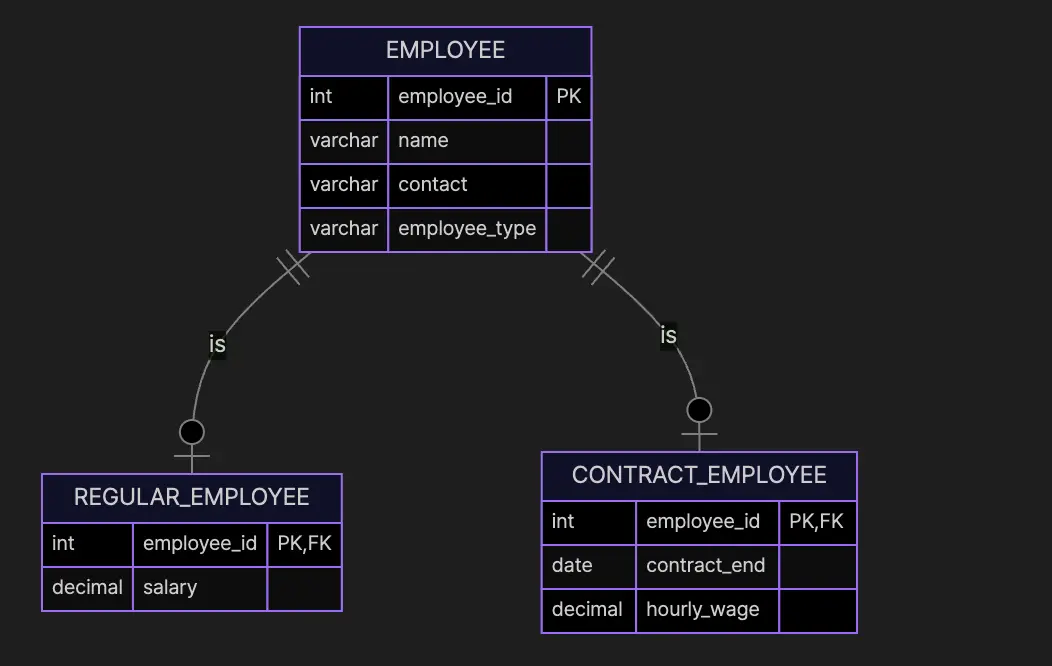 EMPLOYEE
int employee_id PK
varchar name
varchar contact
varchar employee_type
is
is
REGULAR_EMPLOYEE
int employee_id PK,FK
decimal salary
CONTRACT_EMPLOYEE
int employee_id PK,FK
date contract_end
decimal hourly_wage